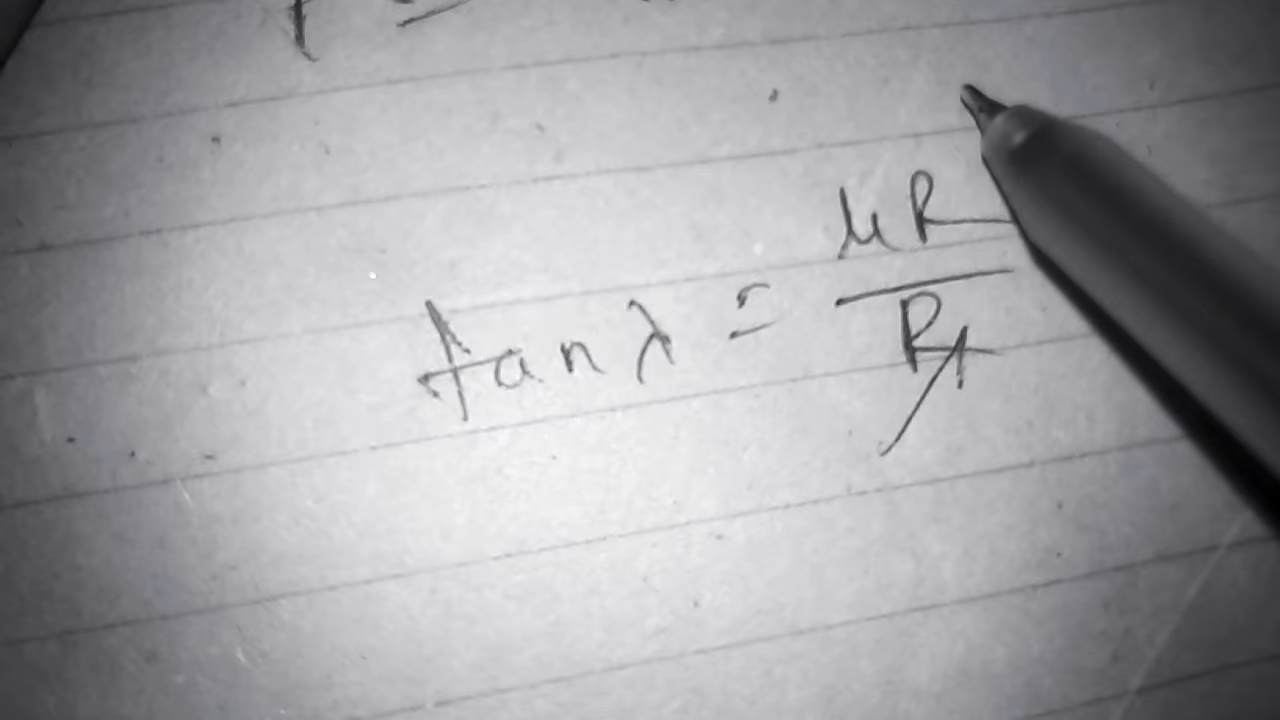 tan λ = μR / R